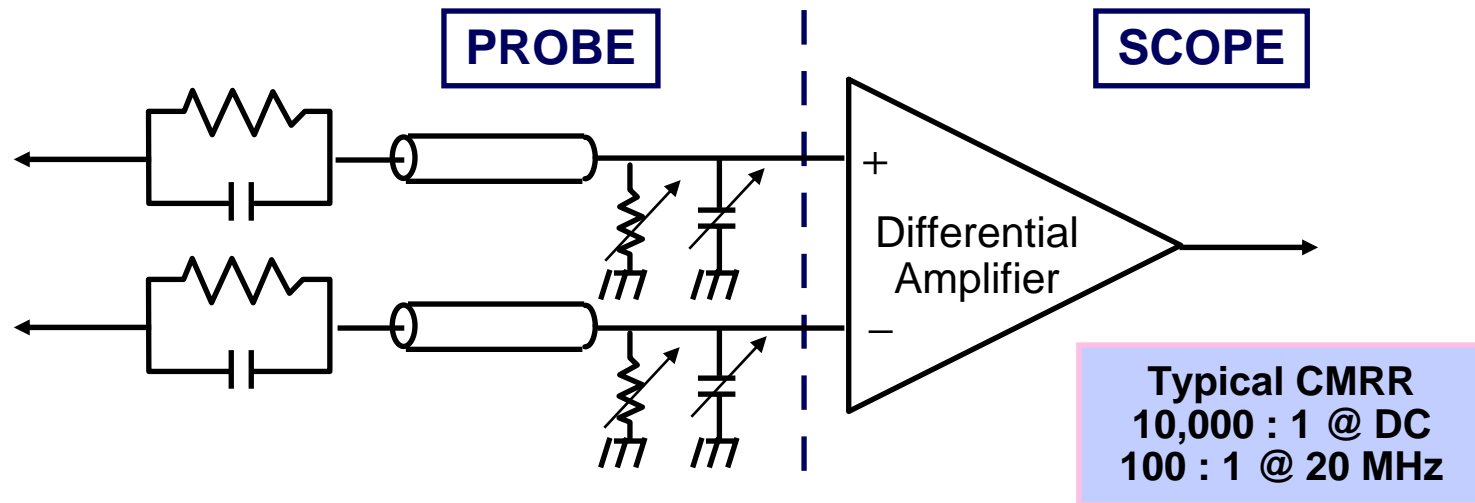 PROBE
SCOPE
+
Differential
Amplifier
−
Typical CMRR
10,000 : 1 @ DC
100 : 1 @ 20 MHz